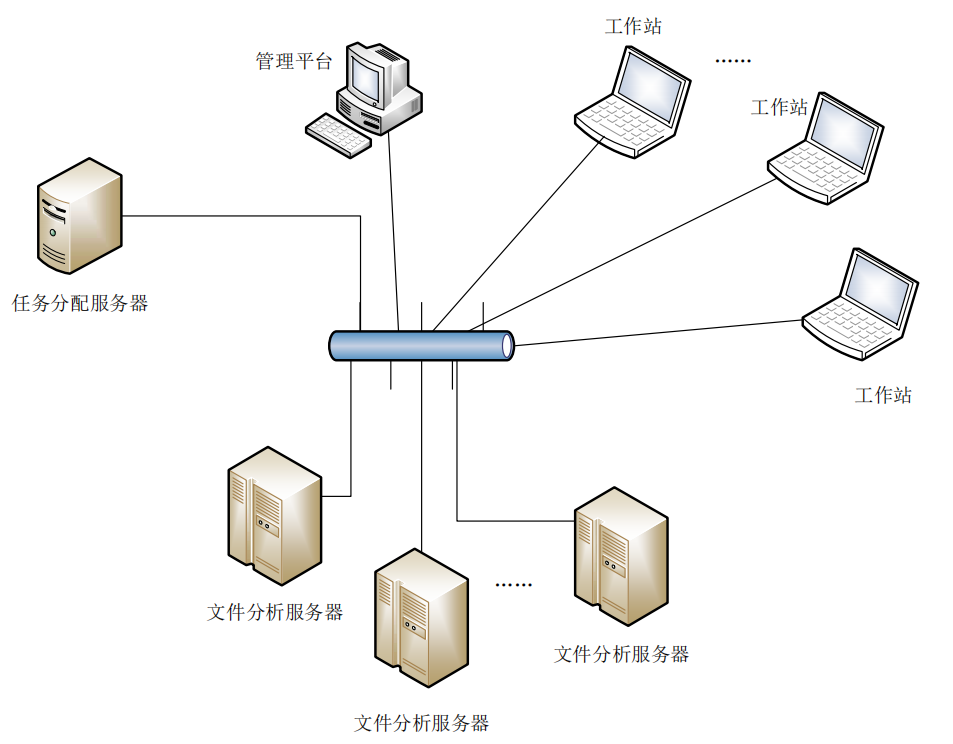 工作站
管理平台
……
工作站
任务分配服务器
工作站
……
文件分析服务器
文件分析服务器
文件分析服务器